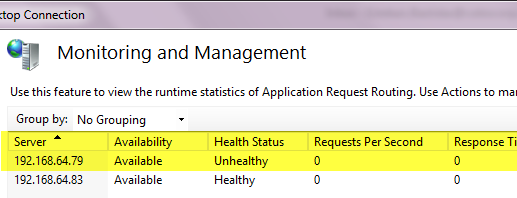 ktop Connection
Monitoring and Management
Use this feature to view the runtime statistics of Application Request Routing. Use Actions to mar
Group by: No Grouping
Server Availability Health Status Requests Per Second Response Ti
192.168.64.79 Available Unhealthy 0 0
192.168.64.83 Available Healthy 0 0